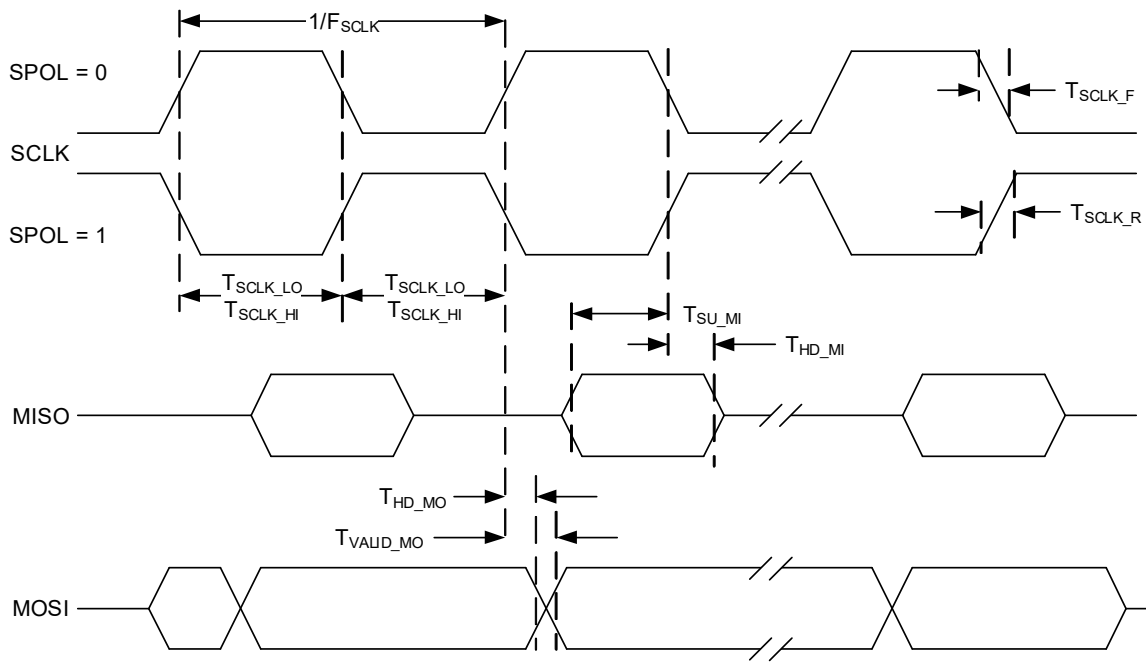 1/FSCLK
SPOL = 0
TSCLK_F
SCLK
TSCLK_R
SPOL = 1
TSCLK_LO TSCLK_LO
TSCLK_HI TSCLK_HI
TSU_MI
THD_MI
MISO
THD_MO
TVALID_MO
MOSI